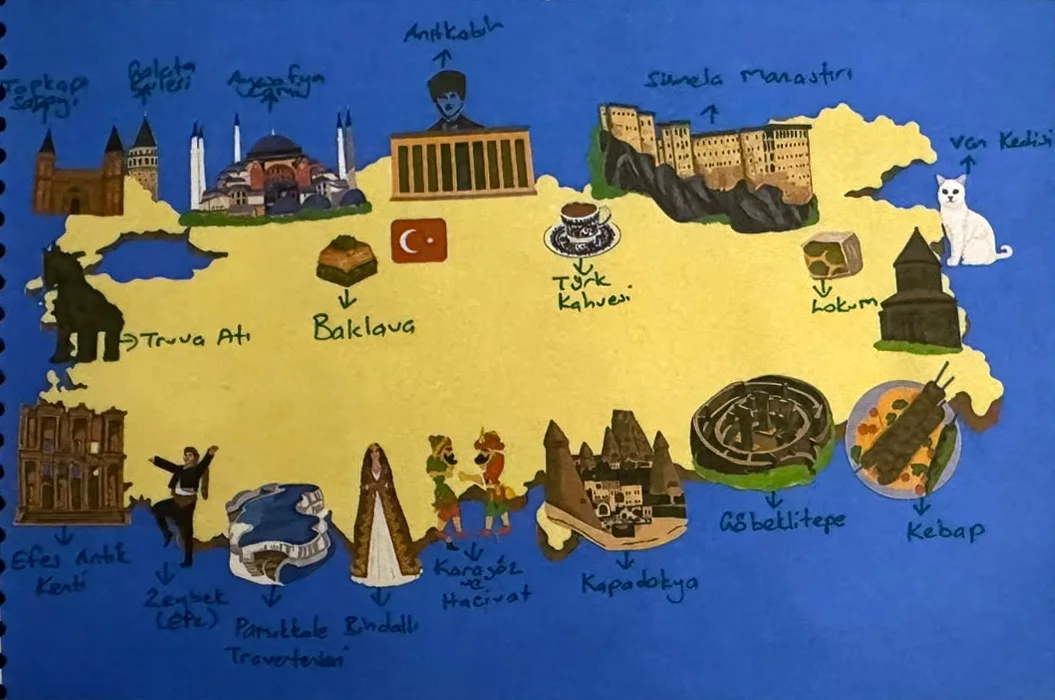 Topkapı
Sarayı
Galata
Kulesi
Ayasofya
Camii
Anıtkabir
Sümela Manastırı
Van Kedisi
Türk
Kahvesi
Lokum
Baklava
Truva Atı
Efes Antik
Kenti
Zeybek
(Efe)
Pamukkale
Travertenleri
Bindallı
Karagöz
ve
Hacivat
Kapadokya
Göbeklitepe
Kebap